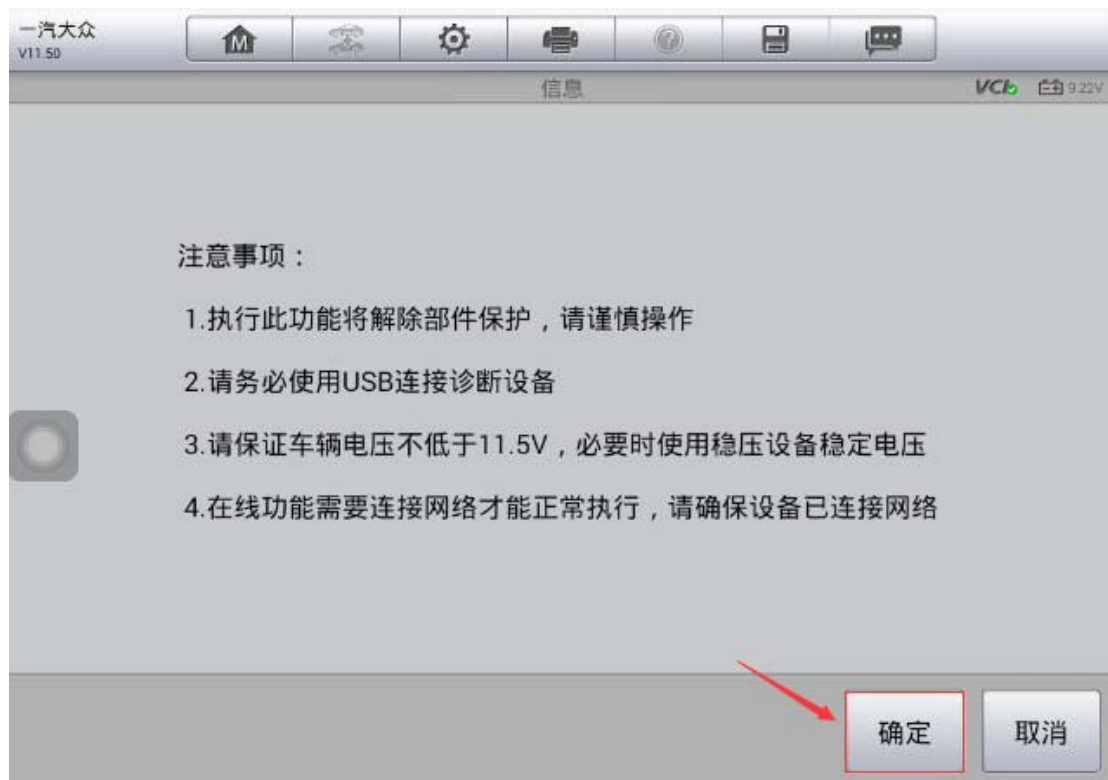 一汽大众
V11.50
M
信息
VCI 9.22V
注意事项：
1.执行此功能将解除部件保护，请谨慎操作
2.请务必使用USB连接诊断设备
3.请保证车辆电压不低于11.5V，必要时使用稳压设备稳定电压
4.在线功能需要连接网络才能正常执行，请确保设备已连接网络
确定
取消